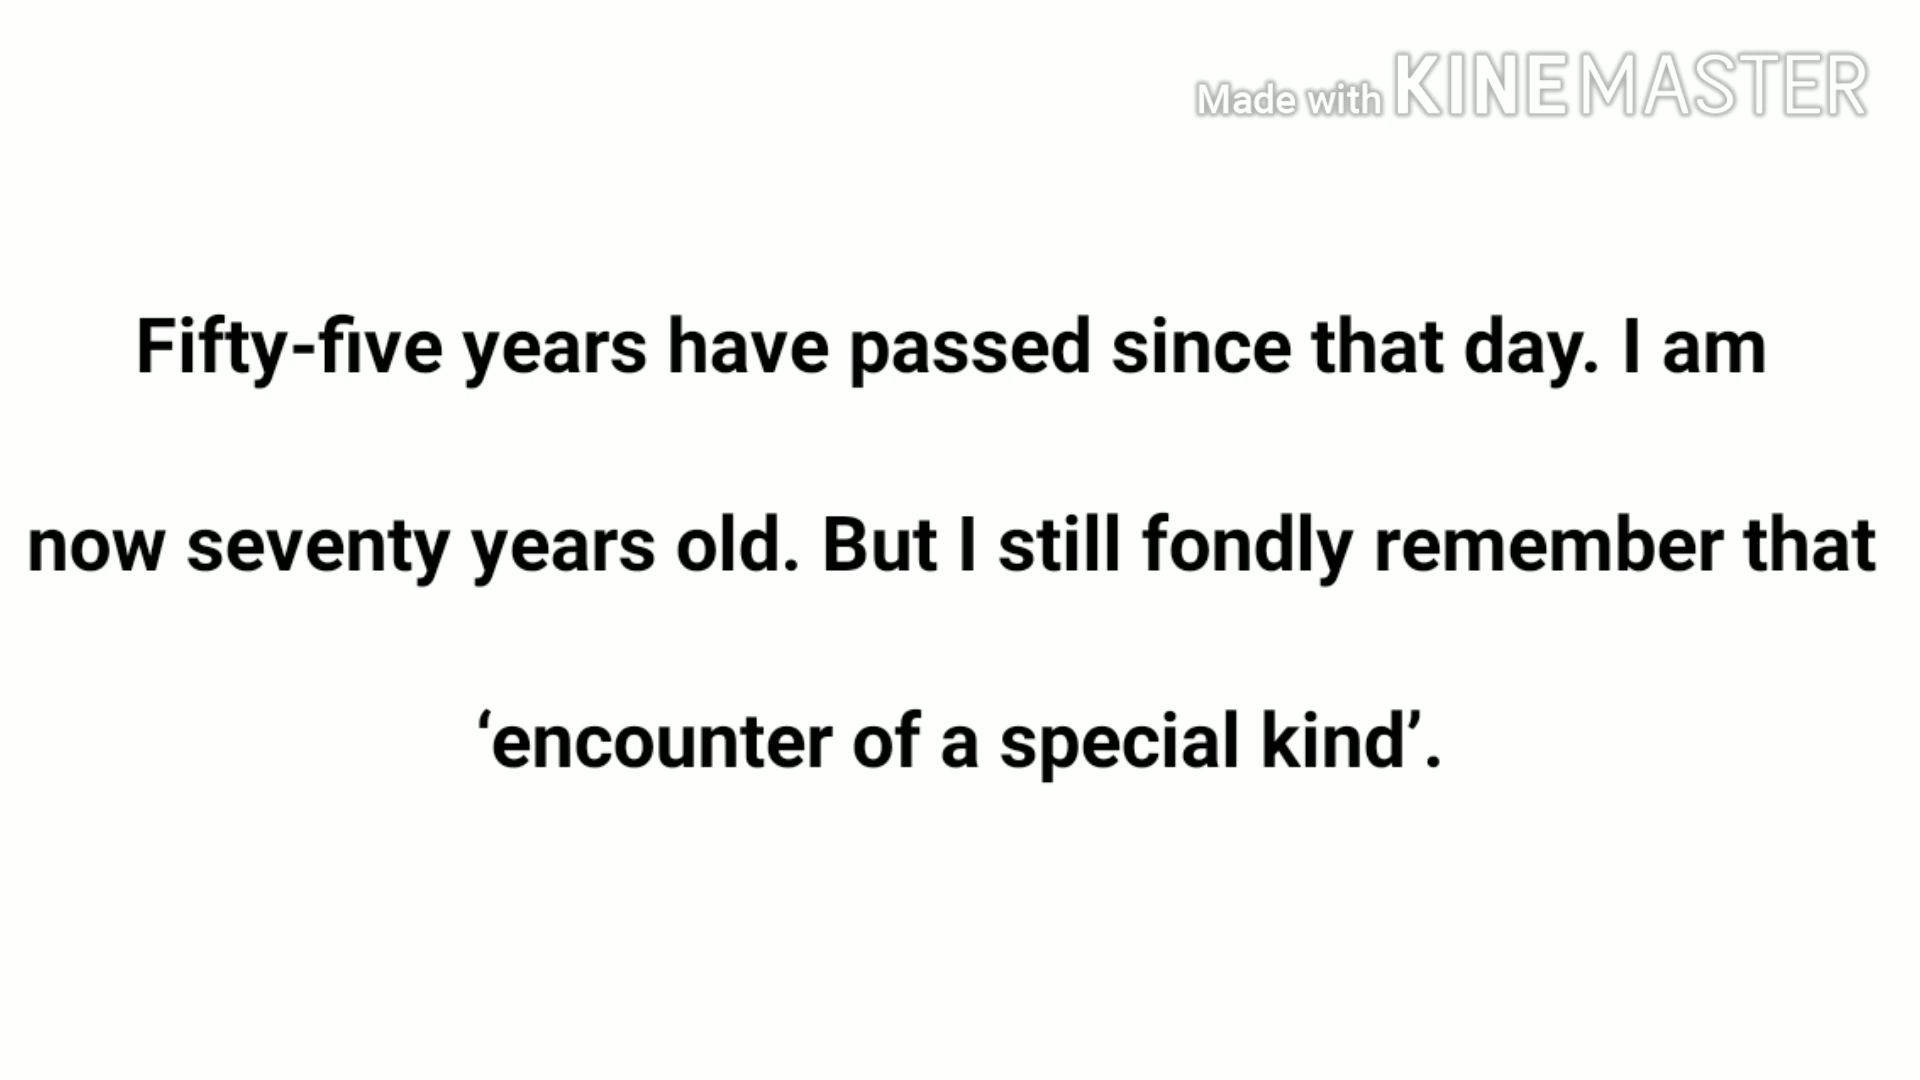 Made with KINEMASTER
Fifty-five years have passed since that day. I am
now seventy years old. But I still fondly remember that
‘encounter of a special kind’.